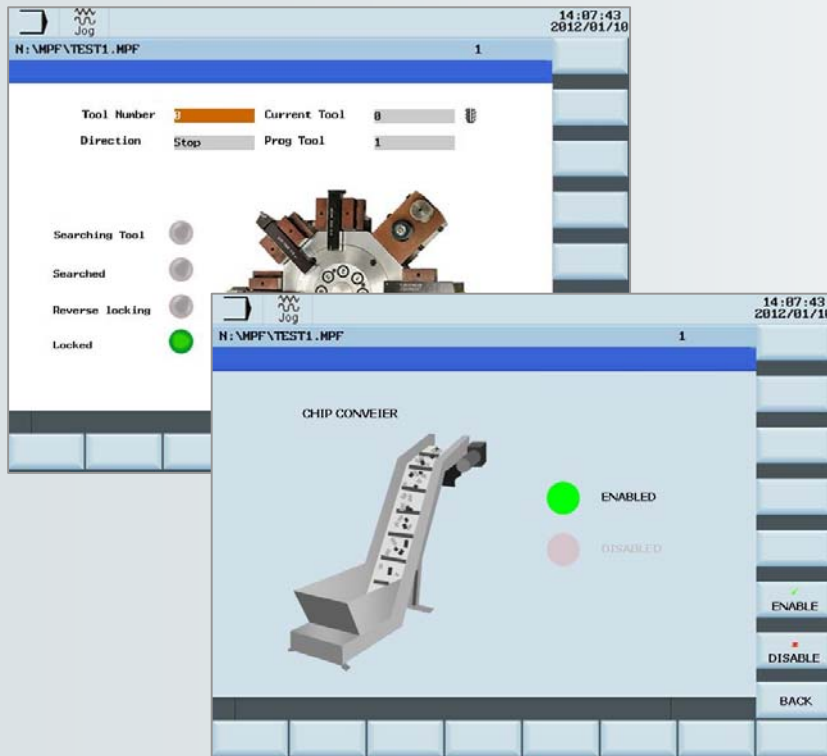 14:07:43
Jog
2012/01/10
N:\MPF\TEST1.MPF 1
Tool Number 0 Current Tool 0
Direction Stop Prog Tool 1
Searching Tool
Searched
Reverse locking
Locked
14:07:43
Jog
2012/01/10
N:\MPF\TEST1.MPF 1
CHIP CONVEIER
ENABLED
DISABLED
ENABLE
DISABLE
BACK